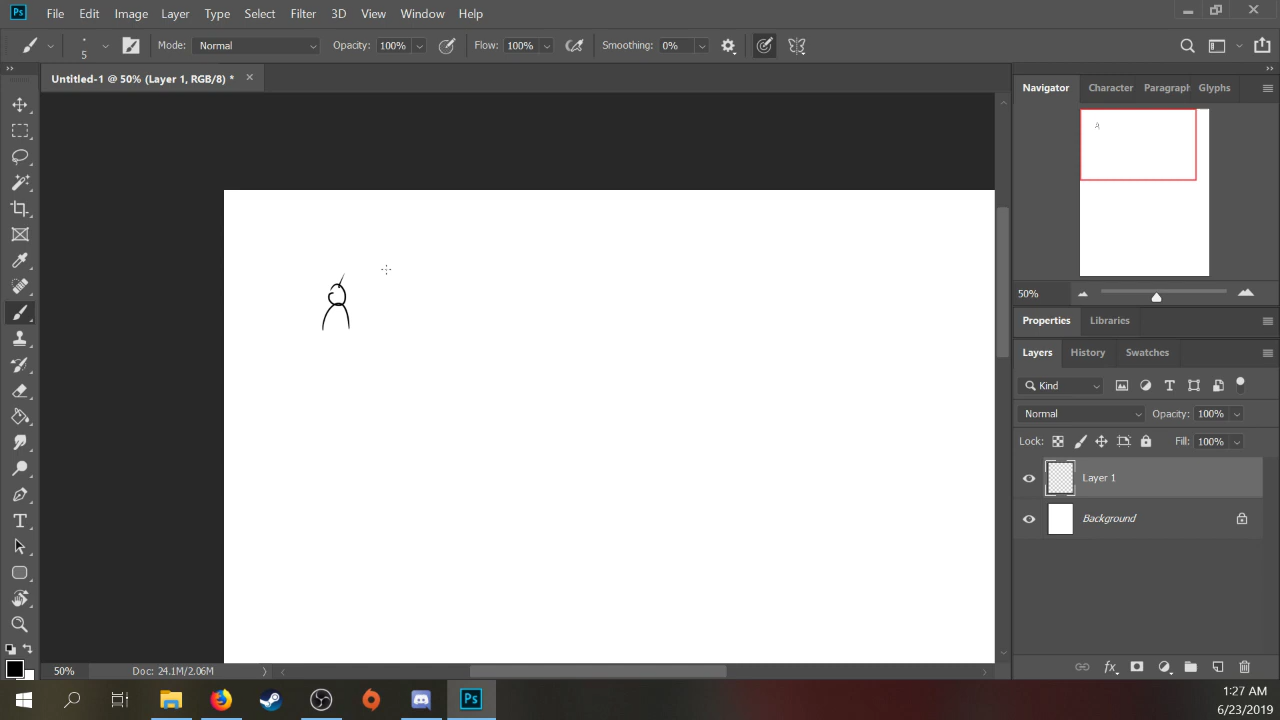 Ps File Edit Image Layer Type Select Filter 3D View Window Help
5 Mode: Normal Opacity: 100% Flow: 100% Smoothing: 0%
Untitled-1 @ 50% (Layer 1, RGB/8) *
Navigator Character Paragraph Glyphs
50%
Properties Libraries
Layers History Swatches
Kind
Normal Opacity: 100%
Lock: Fill: 100%
Layer 1
Background
50% Doc: 24.1M/2.06M
Ps
1:27 AM
6/23/2019